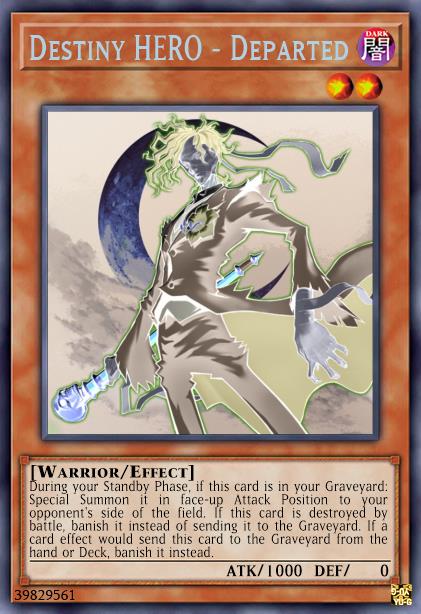 Destiny HERO - Departed
DARK
闇
[Warrior/Effect]
During your Standby Phase, if this card is in your Graveyard:
Special Summon it in face-up Attack Position to your
opponent's side of the field. If this card is destroyed by
battle, banish it instead of sending it to the Graveyard. If a
card effect would send this card to the Graveyard from the
hand or Deck, banish it instead.
ATK/1000 DEF/ 0
39829561